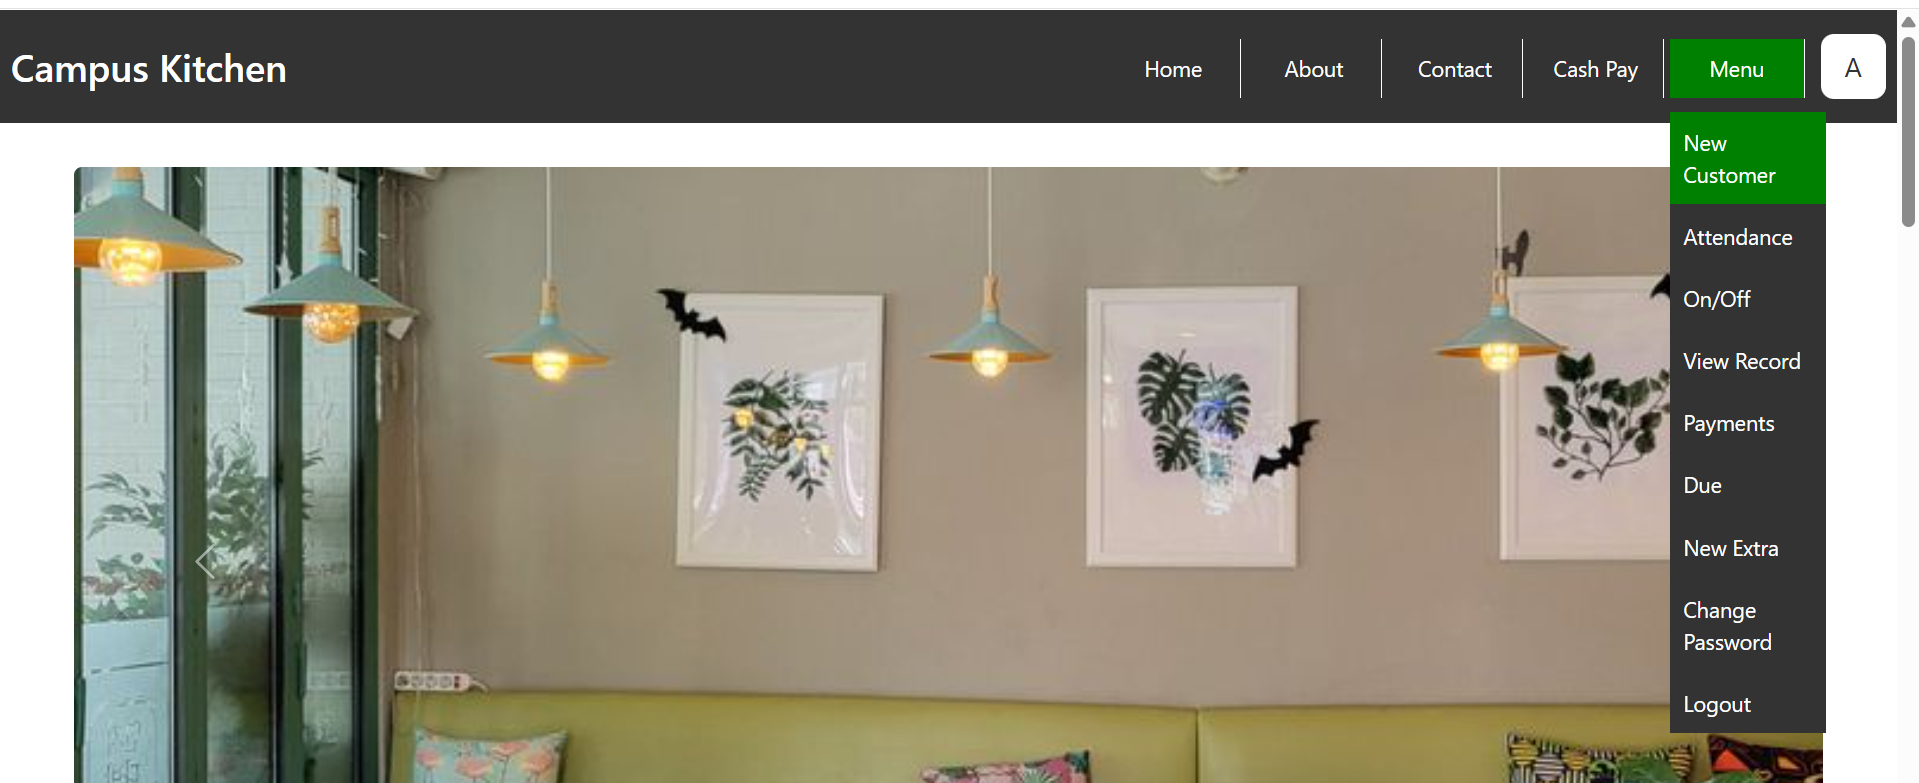 Campus Kitchen
Home
About
Contact
Cash Pay
Menu
A
New
Customer
Attendance
On/Off
View Record
Payments
Due
New Extra
Change
Password
Logout